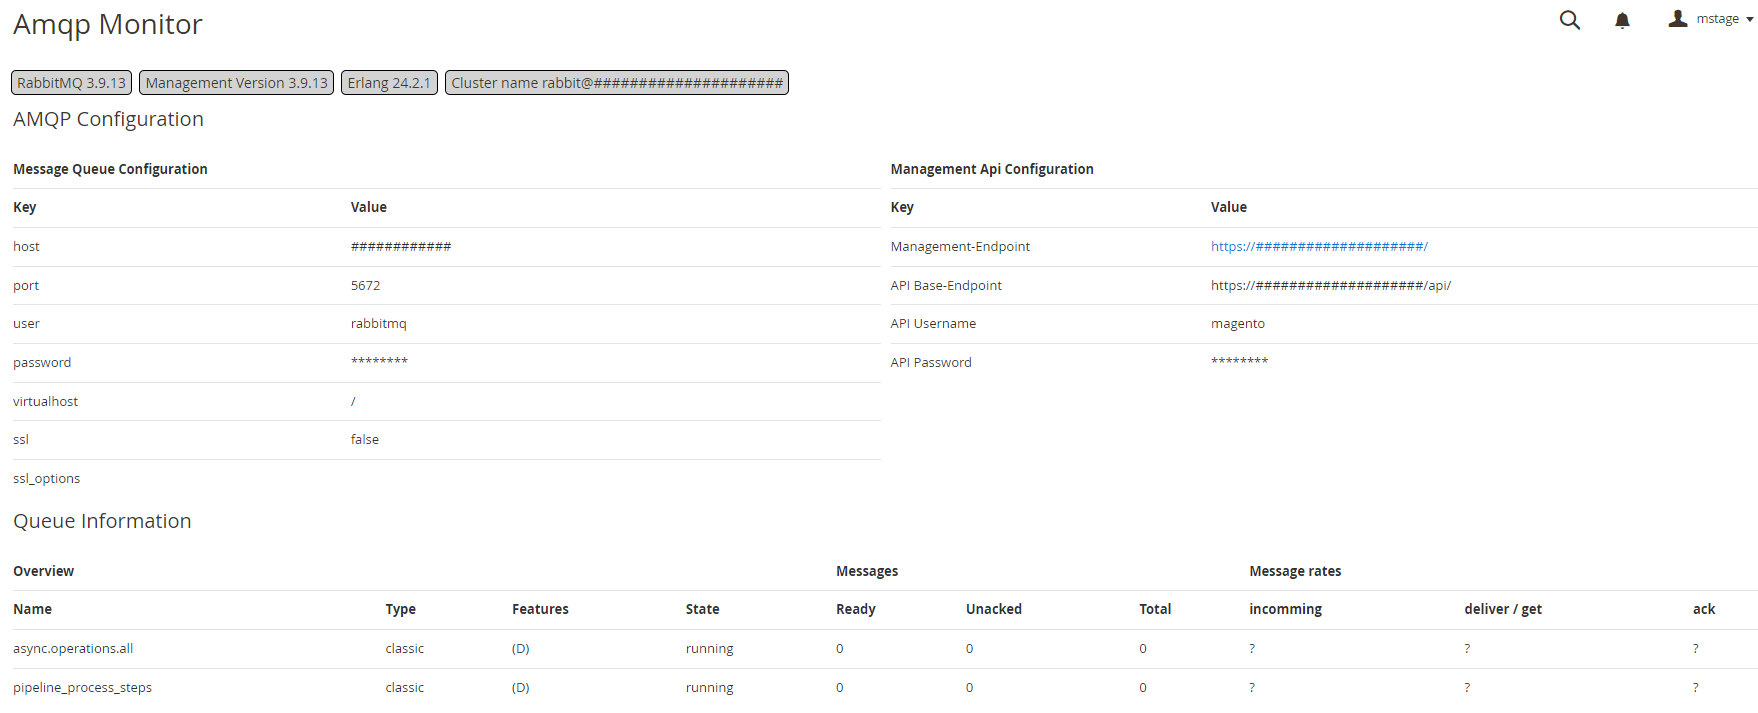 Amqp Monitor
mstage
RabbitMQ 3.9.13 Management Version 3.9.13 Erlang 24.2.1 Cluster name rabbit@#####################
AMQP Configuration
Message Queue Configuration Management Api Configuration
Key Value Key Value
host ############ Management-Endpoint https://####################/
port 5672 API Base-Endpoint https://####################/api/
user rabbitmq API Username magento
password ******** API Password ********
virtualhost /
ssl false
ssl_options
Queue Information
Overview Messages Message rates
Name Type Features State Ready Unacked Total incomming deliver / get ack
async.operations.all classic (D) running 0 0 0 ? ? ?
pipeline_process_steps classic (D) running 0 0 0 ? ? ?